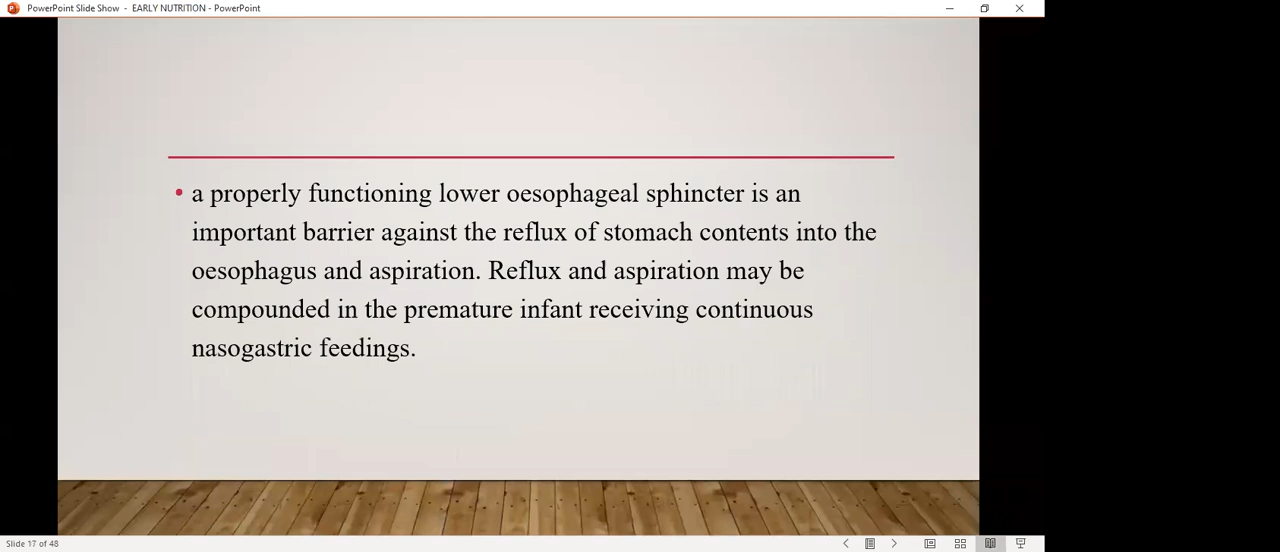 PowerPoint Slide Show - EARLY NUTRITION - PowerPoint
• a properly functioning lower oesophageal sphincter is an
important barrier against the reflux of stomach contents into the
oesophagus and aspiration. Reflux and aspiration may be
compounded in the premature infant receiving continuous
nasogastric feedings.
Slide 17 of 48